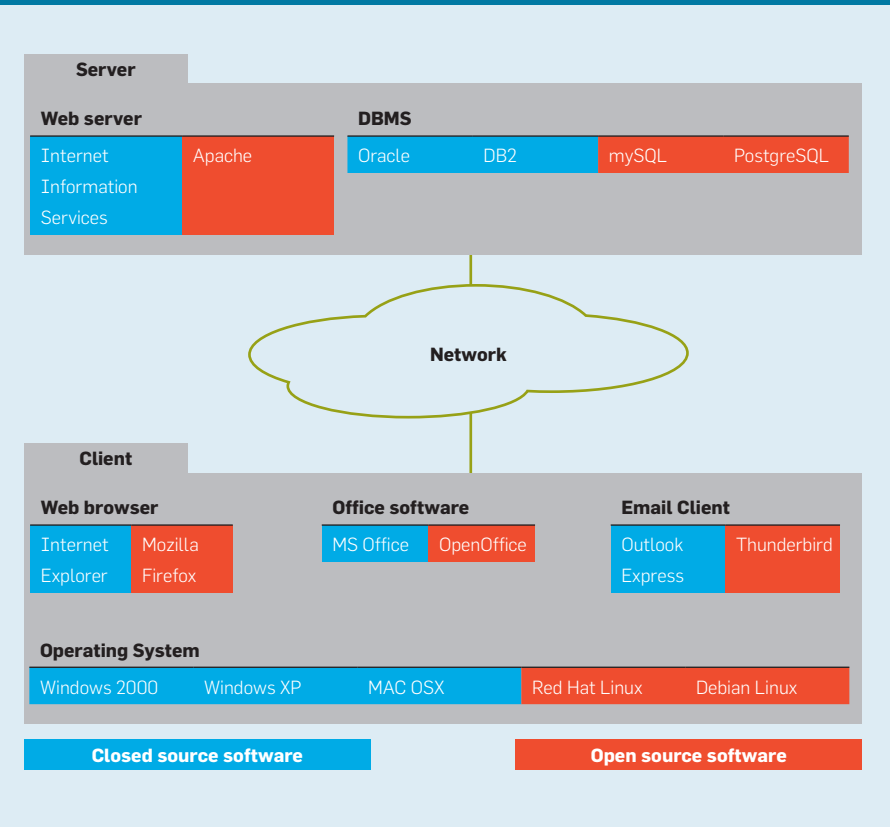 Server
Web server
Internet
Information
Services
Apache
DBMS
Oracle
DB2
mySQL
PostgreSQL
Network
Client
Web browser
Internet
Explorer
Mozilla
Firefox
Office software
MS Office
OpenOffice
Email Client
Outlook
Express
Thunderbird
Operating System
Windows 2000
Windows XP
MAC OSX
Red Hat Linux
Debian Linux
Closed source software
Open source software